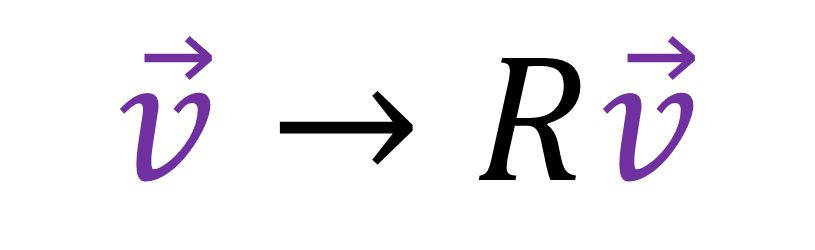 v⃗ → Rv⃗